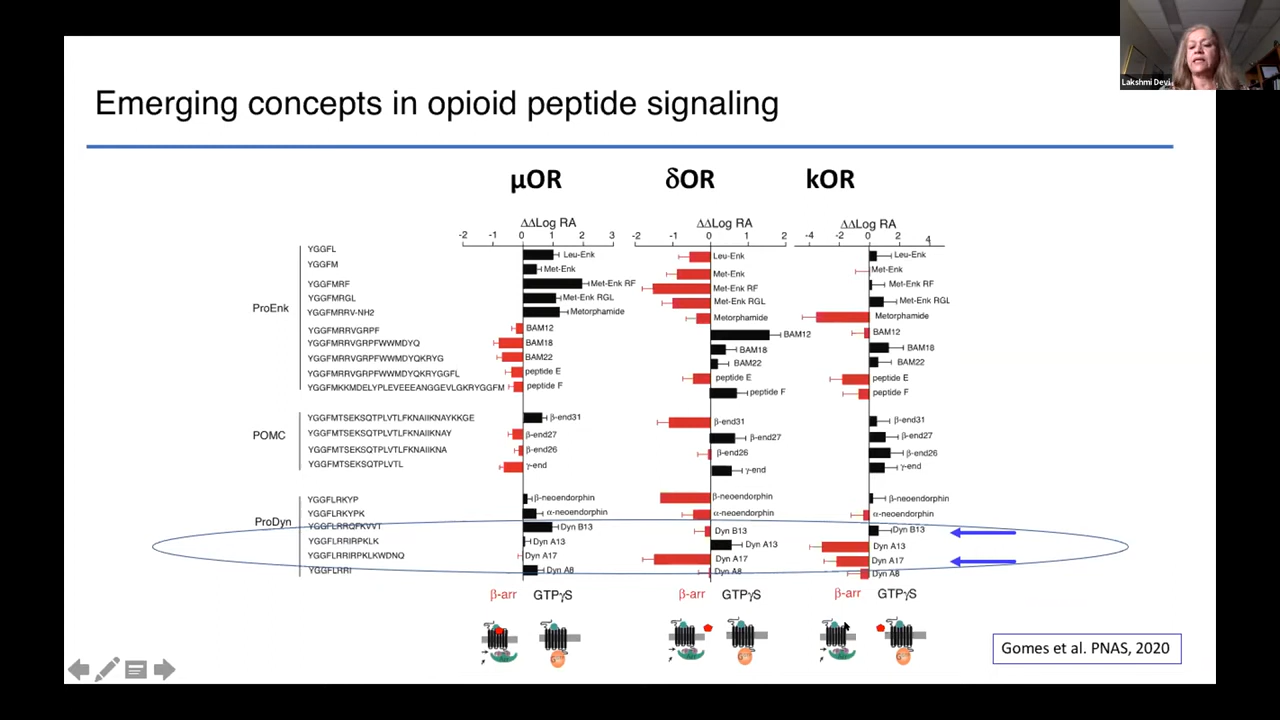 Lakshmi Devi
Emerging concepts in opioid peptide signaling
μOR δOR kOR
ΔΔLog RA ΔΔLog RA ΔΔLog RA
-2 -1 0 1 2 3 -2 -1 0 1 2 -4 -2 0 2 4
YGGFL Leu-Enk Leu-Enk Leu-Enk
YGGFM Met-Enk Met-Enk Met-Enk
YGGFMRF Met-Enk RF Met-Enk RF Met-Enk RF
YGGFMRGL Met-Enk RGL Met-Enk RGL Met-Enk RGL
ProEnk
YGGFMRRV-NH2 Metorphamide Metorphamide Metorphamide
YGGFMRRVGRPF BAM12 BAM12 BAM12
YGGFMRRVGRPFWWMDYQ BAM18 BAM18 BAM18
YGGFMRRVGRPFWWMDYQKRYG BAM22 BAM22 BAM22
YGGFMRRVGRPFWWMDYQKRYGGFL peptide E peptide E peptide E
YGGFMKKMDELYPLEVEEEANGGEVLGKRYGGFM peptide F peptide F peptide F
YGGFMTSEKSQTPLVTLFKNAIIKNAYKKGE β-end31 β-end31 β-end31
POMC
YGGFMTSEKSQTPLVTLFKNAIIKNAY β-end27 β-end27 β-end27
YGGFMTSEKSQTPLVTLFKNAIIKNA β-end26 β-end26 β-end26
YGGFMTSEKSQTPLVTL γ-end γ-end γ-end
YGGFLRKYP β-neoendorphin β-neoendorphin β-neoendorphin
YGGFLRKYPK α-neoendorphin α-neoendorphin α-neoendorphin
ProDyn
YGGFLRRQFKVVT Dyn B13 Dyn B13 Dyn B13
YGGFLRRIRPKLK Dyn A13 Dyn A13 Dyn A13
YGGFLRRIRPKLKWDNQ Dyn A17 Dyn A17 Dyn A17
YGGFLRRI Dyn A8 Dyn A8 Dyn A8
β-arr GTPγS β-arr GTPγS β-arr GTPγS
Gomes et al. PNAS, 2020